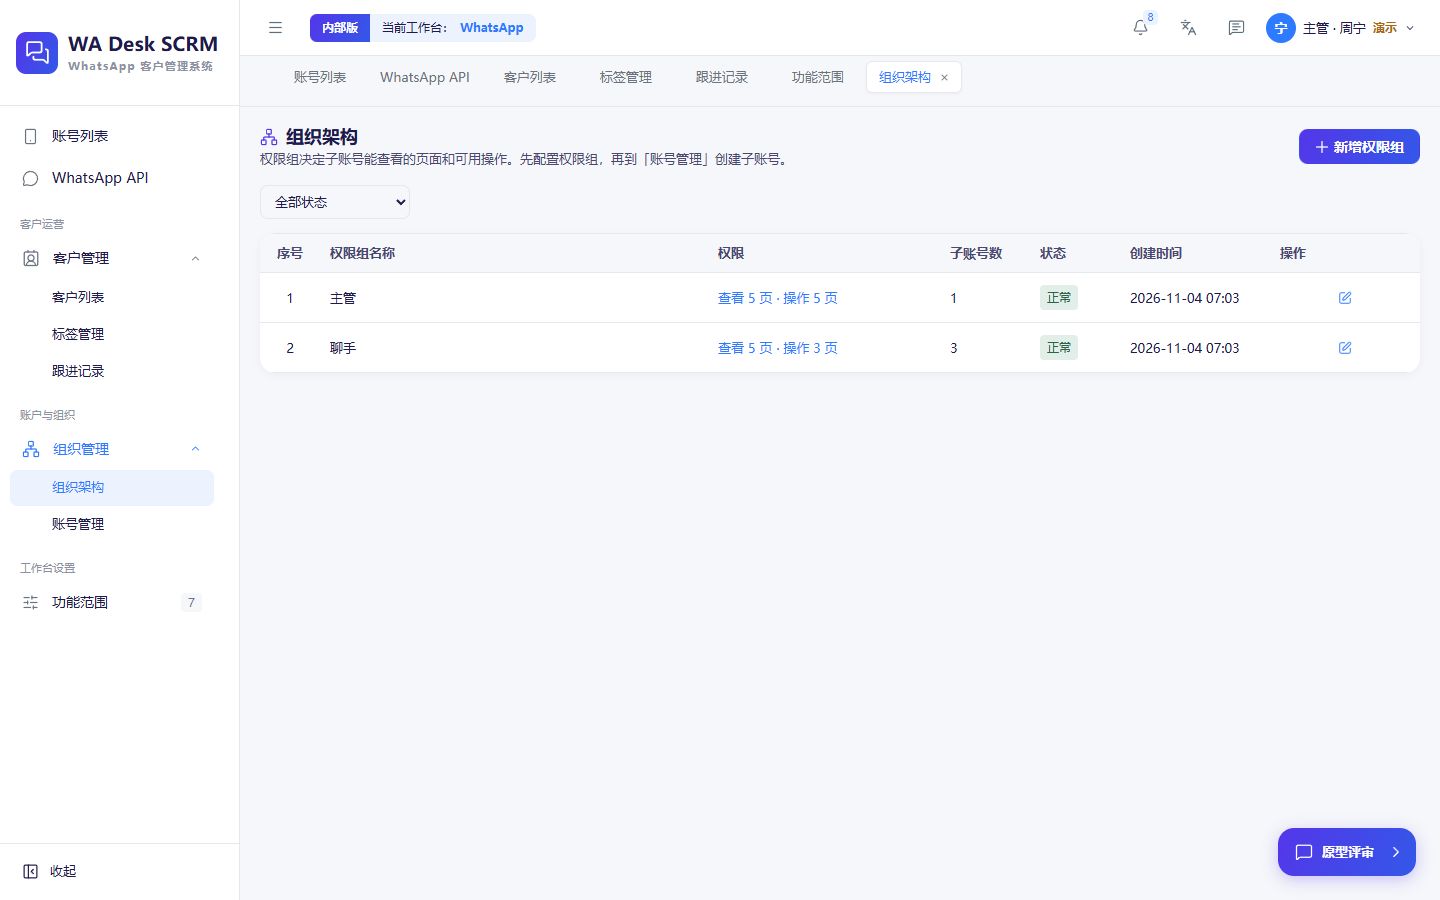 WA Desk SCRM
WhatsApp 客户管理系统
内部版 当前工作台： WhatsApp
8
宁 主管 · 周宁 演示
账号列表 WhatsApp API 客户列表 标签管理 跟进记录 功能范围 组织架构 ×
账号列表
WhatsApp API
客户运营
客户管理
客户列表
标签管理
跟进记录
账户与组织
组织管理
组织架构
账号管理
工作台设置
功能范围 7
收起
组织架构
权限组决定子账号能查看的页面和可用操作。先配置权限组，再到「账号管理」创建子账号。
新增权限组
全部状态
序号 权限组名称 权限 子账号数 状态 创建时间 操作
1 主管 查看 5 页 · 操作 5 页 1 正常 2026-11-04 07:03
2 聊手 查看 5 页 · 操作 3 页 3 正常 2026-11-04 07:03
原型评审